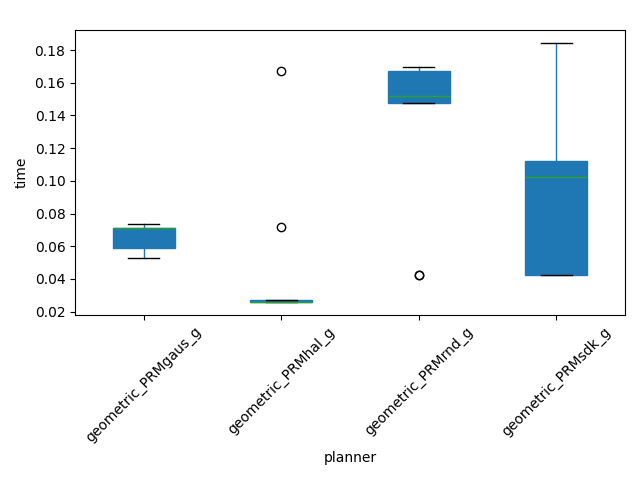 0.18
0.16
0.14
0.12
0.10
0.08
0.06
0.04
0.02
time
geometric_PRMgaus_g
geometric_PRMhal_g
geometric_PRMrnd_g
geometric_PRMsdk_g
planner